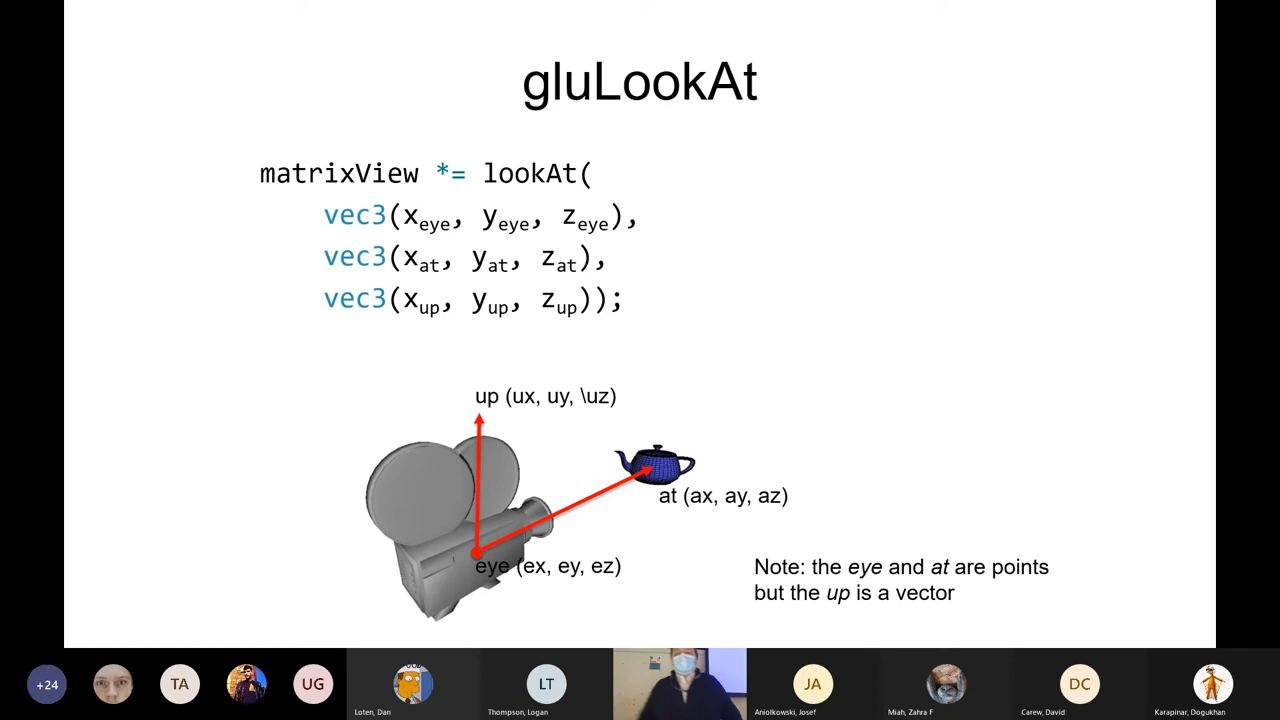 gluLookAt
matrixView *= lookAt(
vec3(xeye, yeye, zeye),
vec3(xat, yat, zat),
vec3(xup, yup, zup));
up (ux, uy, \uz)
at (ax, ay, az)
eye (ex, ey, ez)
Note: the eye and at are points
but the up is a vector
+24
TA
UG
LT
JA
DC
Loten, Dan
Thompson, Logan
Aniolkowski, Josef
Miah, Zahra F
Carew, David
Karapinar, Dogukhan